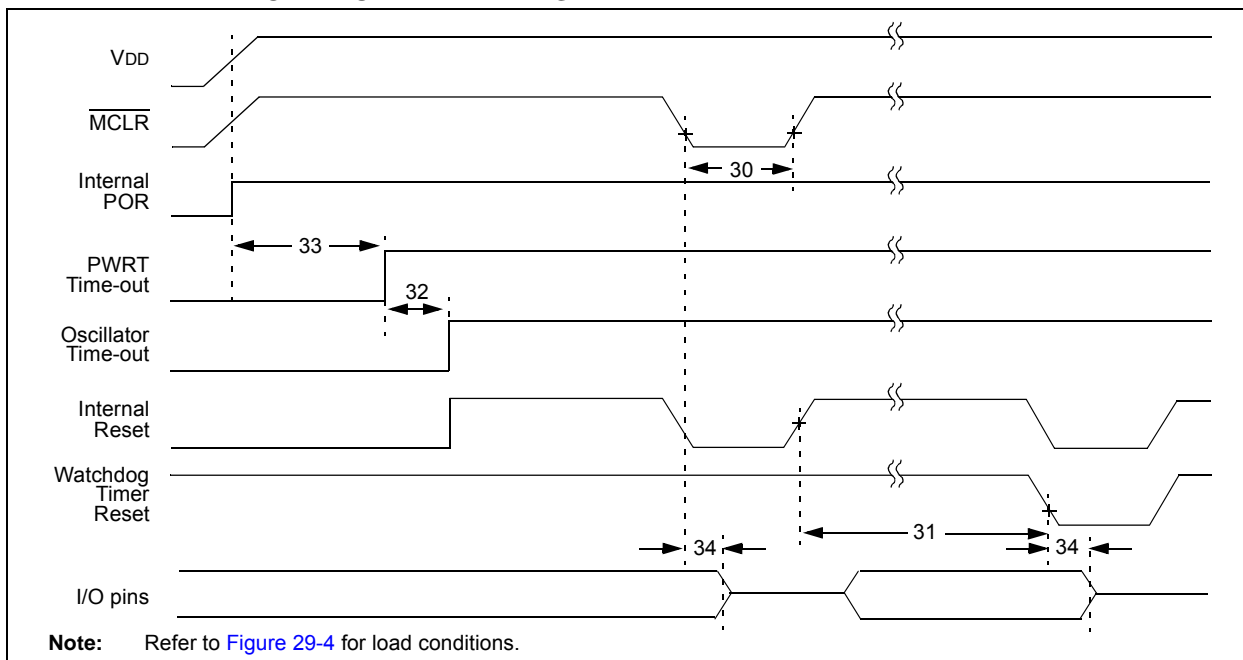 VDD
MCLR
30
Internal
POR
33
PWRT
Time-out
32
Oscillator
Time-out
Internal
Reset
Watchdog
Timer
Reset
31
34
34
I/O pins
Note: Refer to Figure 29-4 for load conditions.